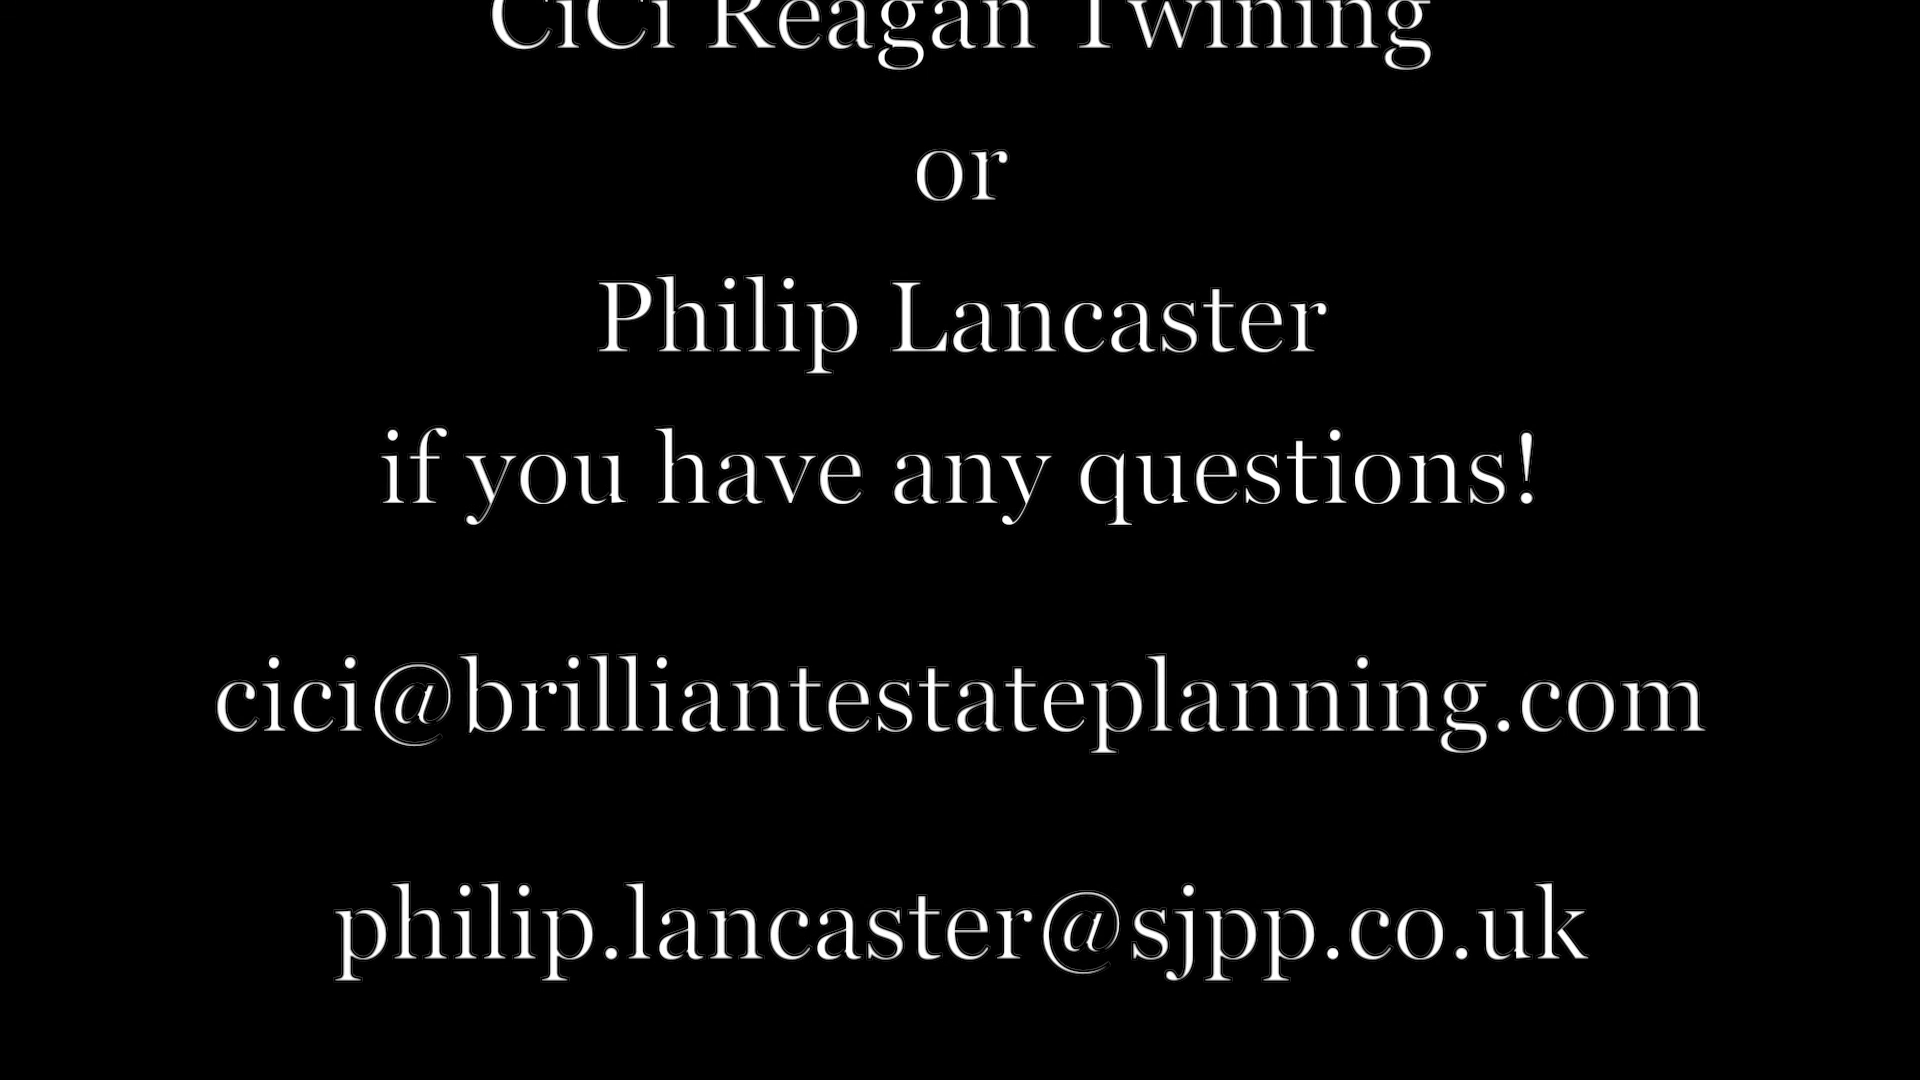 CiCi Reagan Twining
or
Philip Lancaster
if you have any questions!
cici@brilliantestateplanning.com
philip.lancaster@sjpp.co.uk